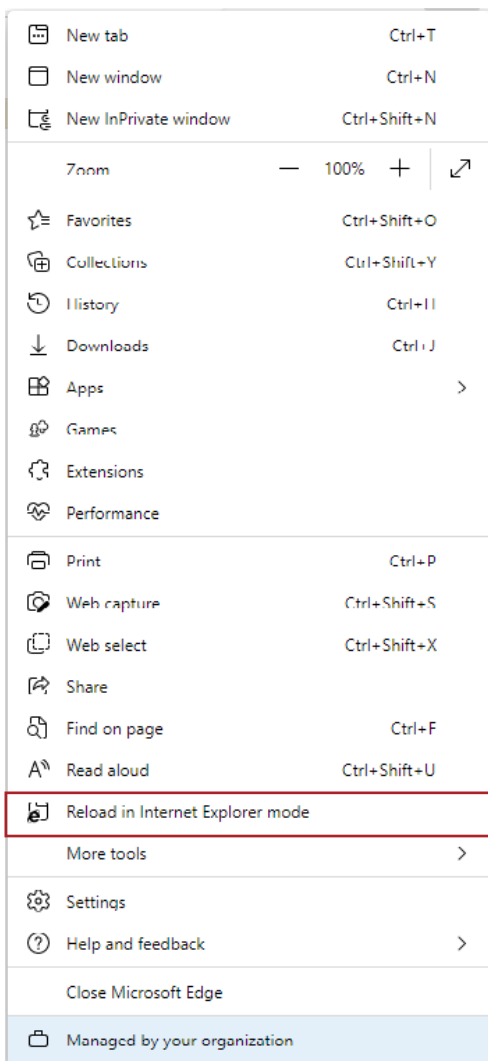 New tab Ctrl+T
New window Ctrl+N
New InPrivate window Ctrl+Shift+N
Zoom — 100% +
Favorites Ctrl+Shift+O
Collections Ctrl+Shift+Y
History Ctrl+H
Downloads Ctrl+J
Apps
Games
Extensions
Performance
Print Ctrl+P
Web capture Ctrl+Shift+S
Web select Ctrl+Shift+X
Share
Find on page Ctrl+F
Read aloud Ctrl+Shift+U
Reload in Internet Explorer mode
More tools
Settings
Help and feedback
Close Microsoft Edge
Managed by your organization